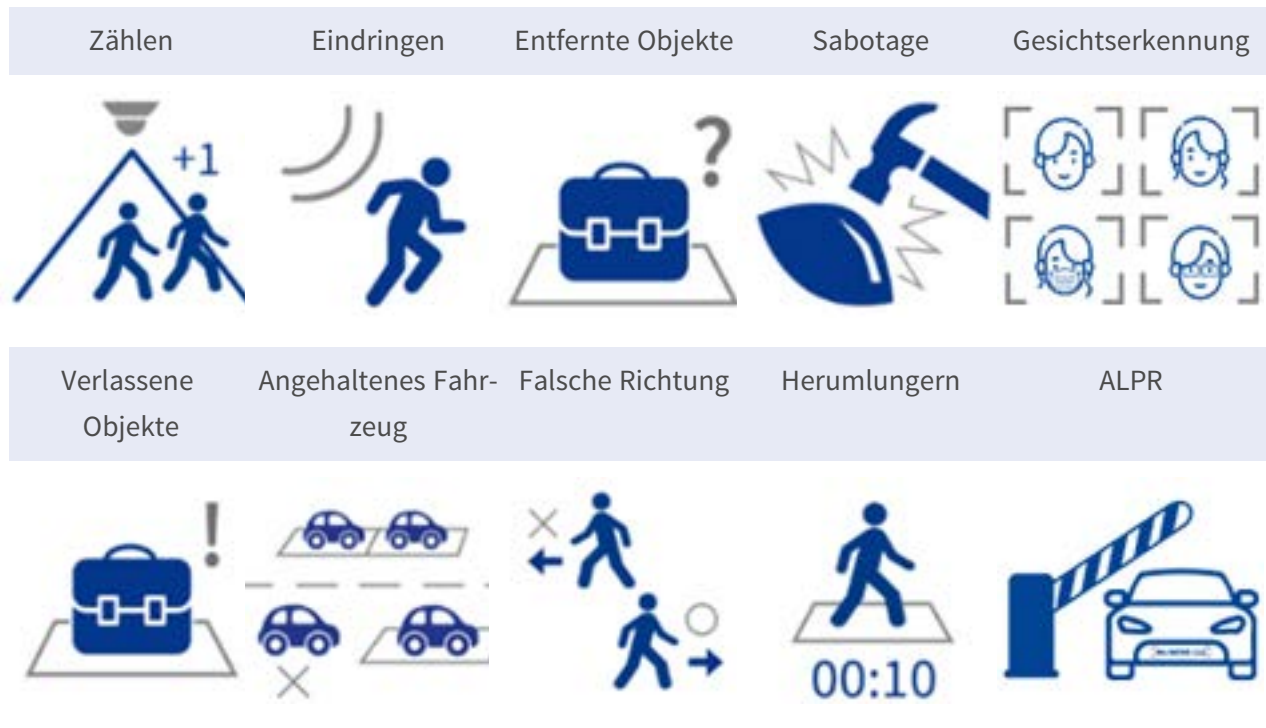 Zählen Eindringen Entfernte Objekte Sabotage Gesichtserkennung
+1
?
Verlassene Angehaltenes Fahr- Falsche Richtung Herumlungern ALPR
Objekte zeug
!
00:10